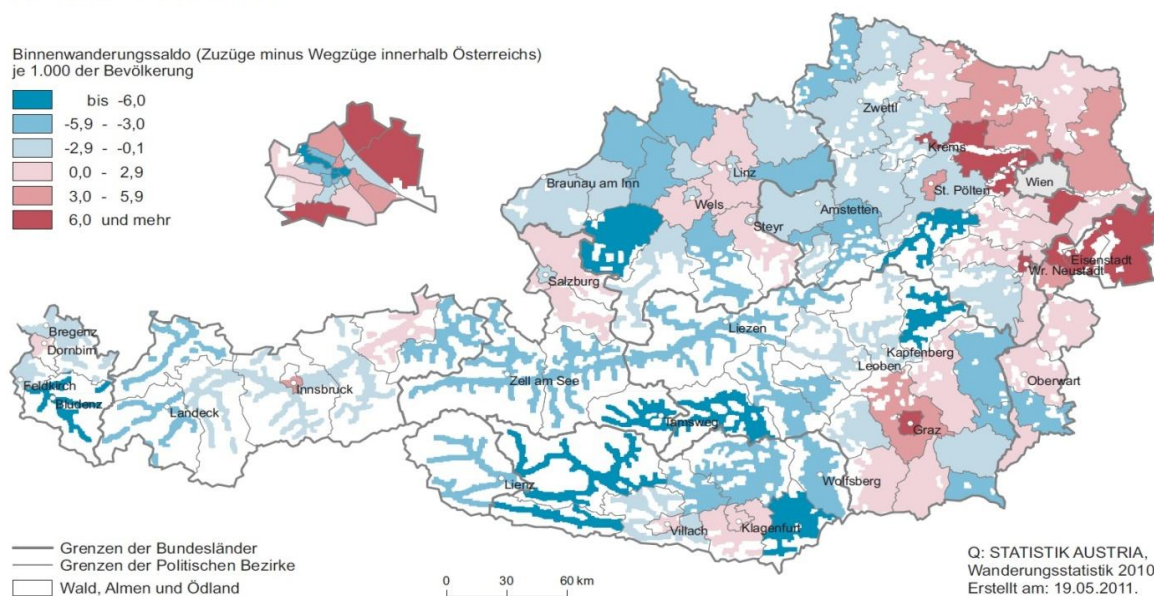 Binnenwanderungssaldo (Zuzüge minus Wegzüge innerhalb Österreichs)
je 1.000 der Bevölkerung
bis -6,0
-5,9 - -3,0
-2,9 - -0,1
0,0 - 2,9
3,0 - 5,9
6,0 und mehr
Zwettl
Krems
Linz
Braunau am Inn
St. Pölten
Wien
Wels
Amstetten
Steyr
Eisenstadt
Wr. Neustadt
Salzburg
Bregenz
Dornbirn
Liezen
Kapfenberg
Leoben
Feldkirch
Bludenz
Innsbruck
Zell am See
Oberwart
Landeck
Tamsweg
Graz
Lienz
Wolfsberg
Villach
Klagenfurt
Grenzen der Bundesländer
Grenzen der Politischen Bezirke
Wald, Almen und Ödland
0 30 60 km
Q: STATISTIK AUSTRIA,
Wanderungsstatistik 2010.
Erstellt am: 19.05.2011.